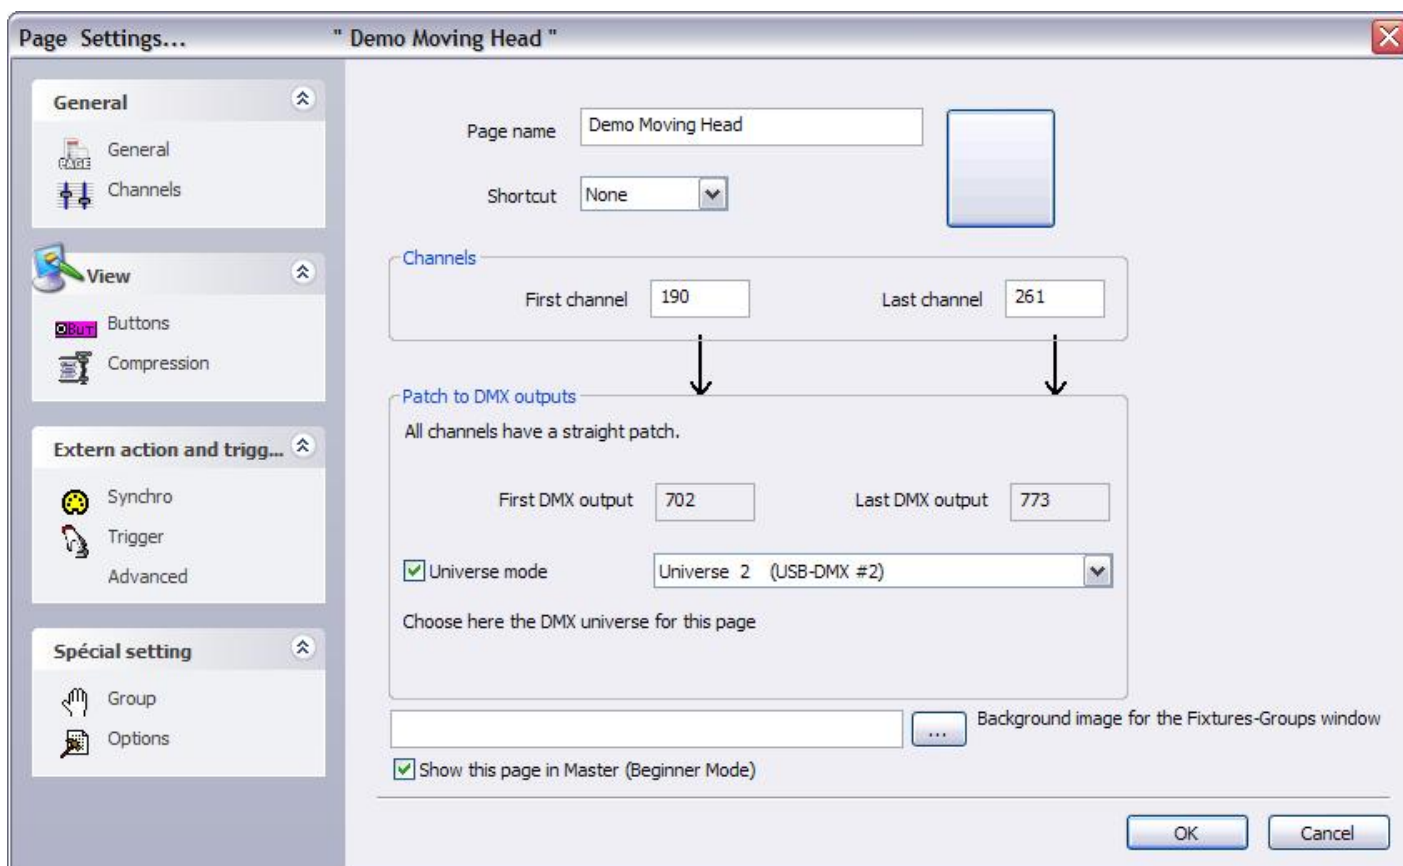 Page Settings... " Demo Moving Head "
General
General
PAGE
Channels
View
BUT
Buttons
Compression
Extern action and trigg...
Synchro
Trigger
Advanced
Spécial setting
Group
Options
Page name Demo Moving Head
Shortcut None
Channels
First channel 190 Last channel 261
Patch to DMX outputs
All channels have a straight patch.
First DMX output 702 Last DMX output 773
Universe mode Universe 2 (USB-DMX #2)
Choose here the DMX universe for this page
... Background image for the Fixtures-Groups window
Show this page in Master (Beginner Mode)
OK Cancel